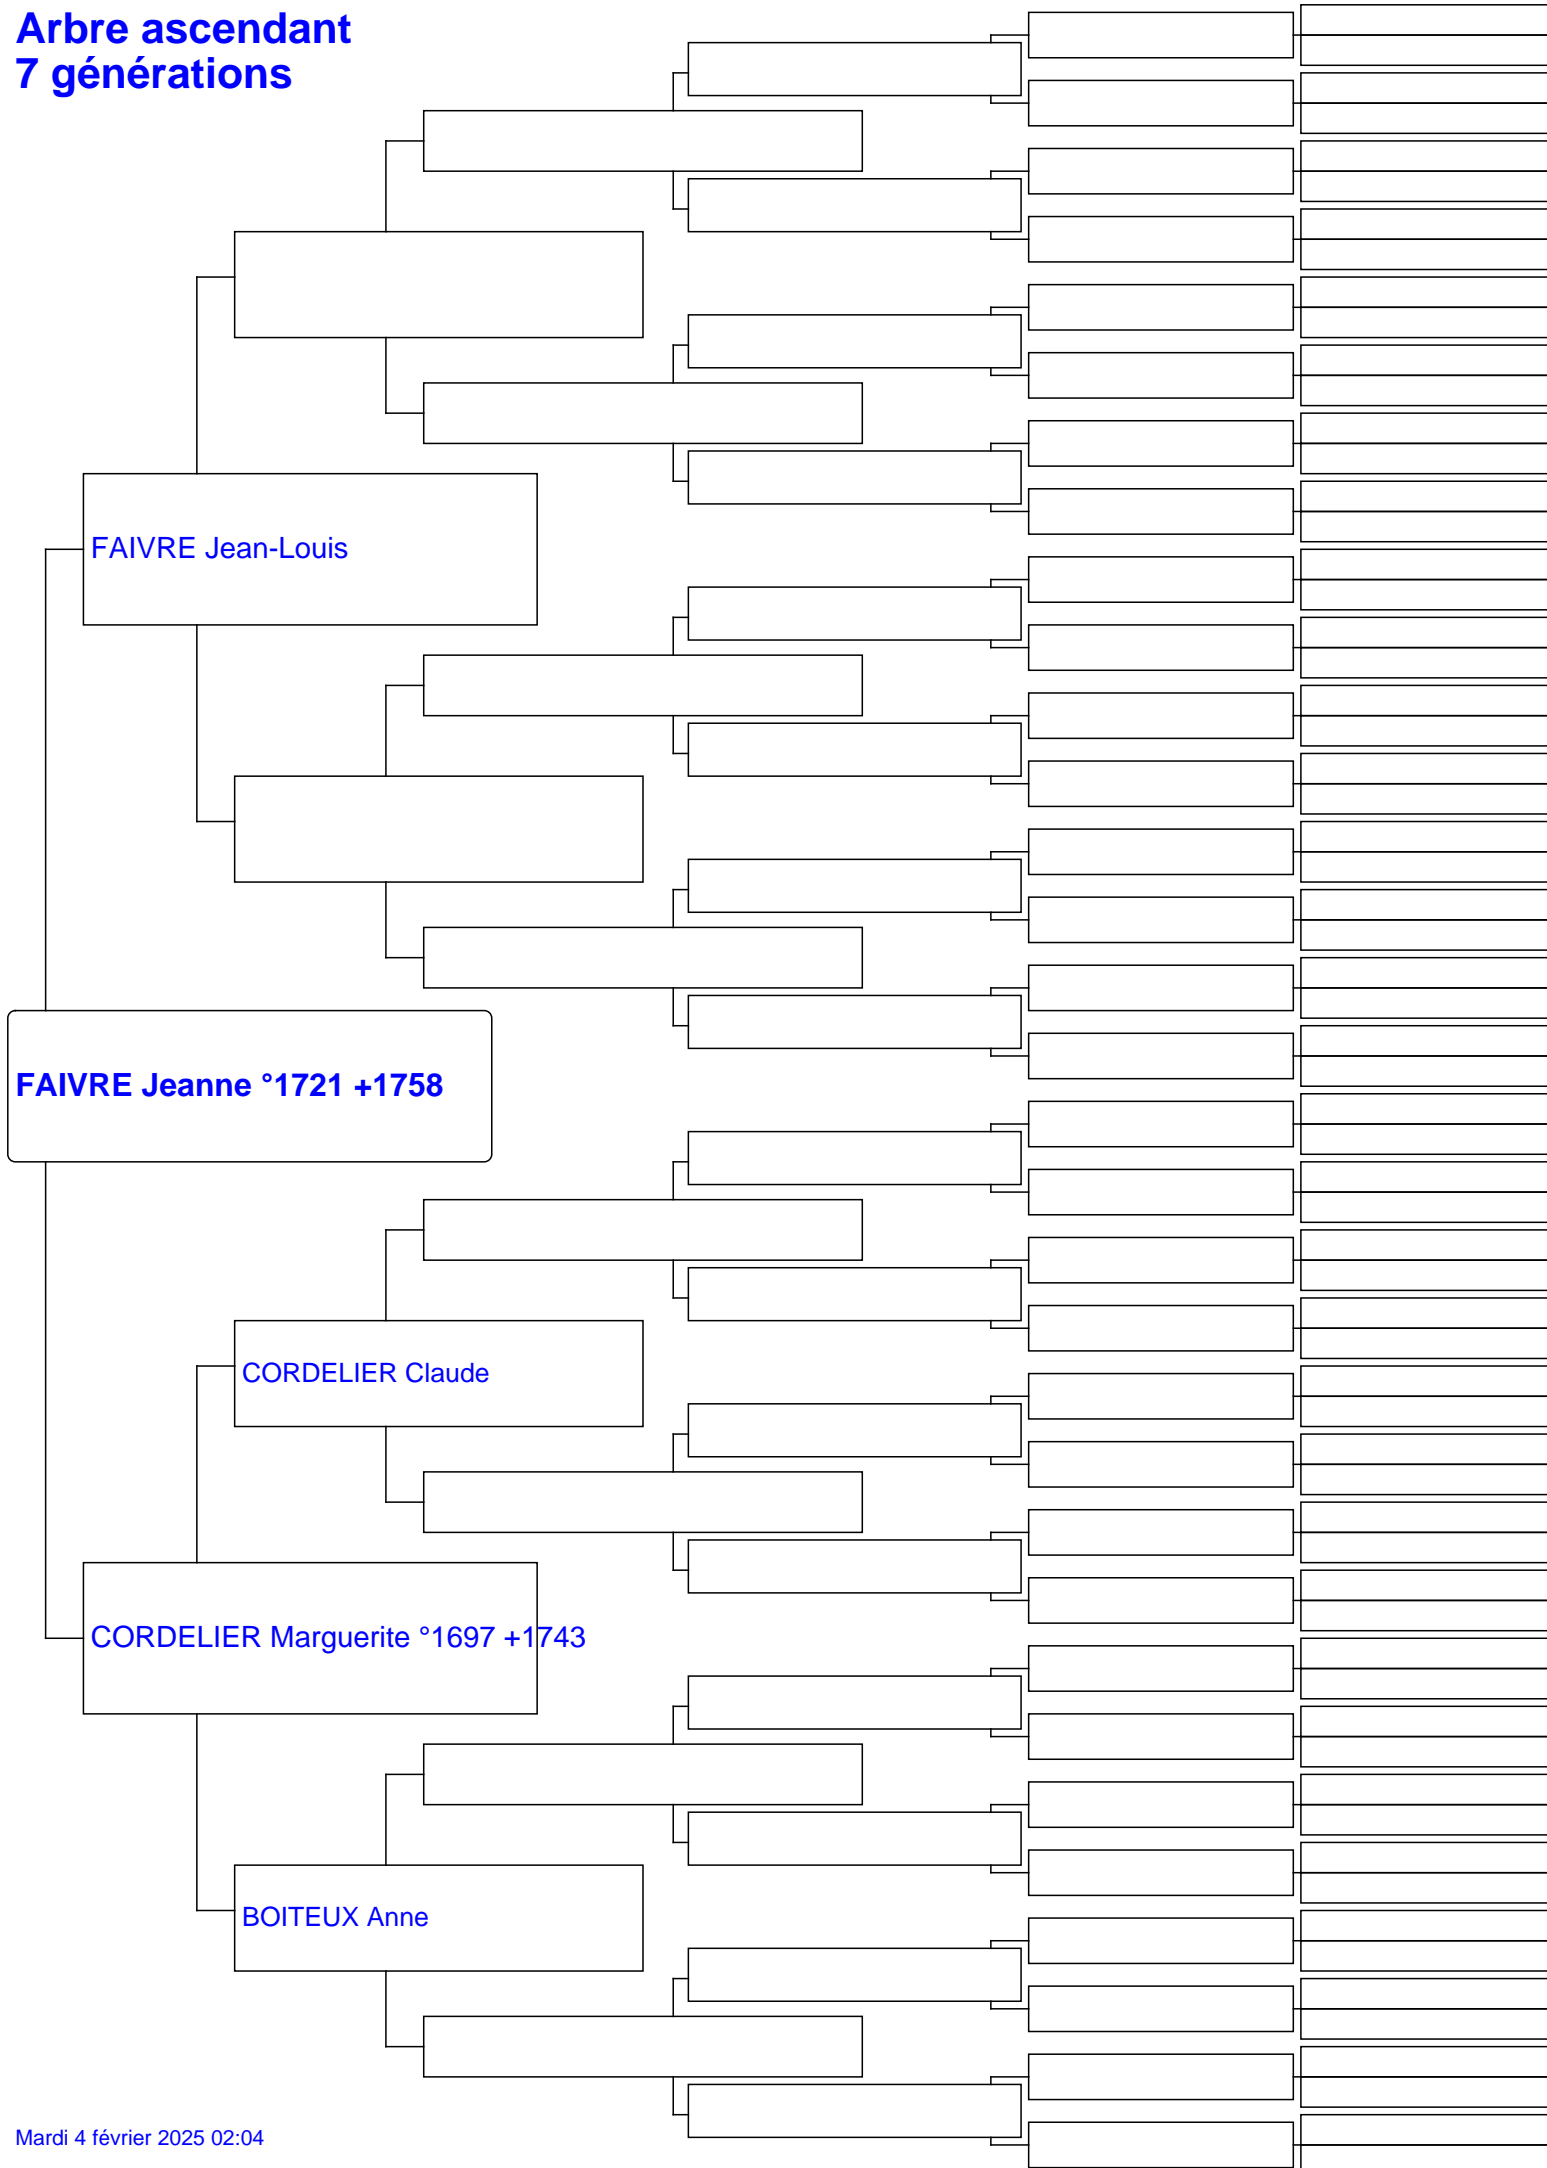 Arbre ascendant
7 générations
FAIVRE Jean-Louis
FAIVRE Jeanne °1721 +1758
CORDELIER Claude
CORDELIER Marguerite °1697 +1743
BOITEUX Anne
Mardi 4 février 2025 02:04